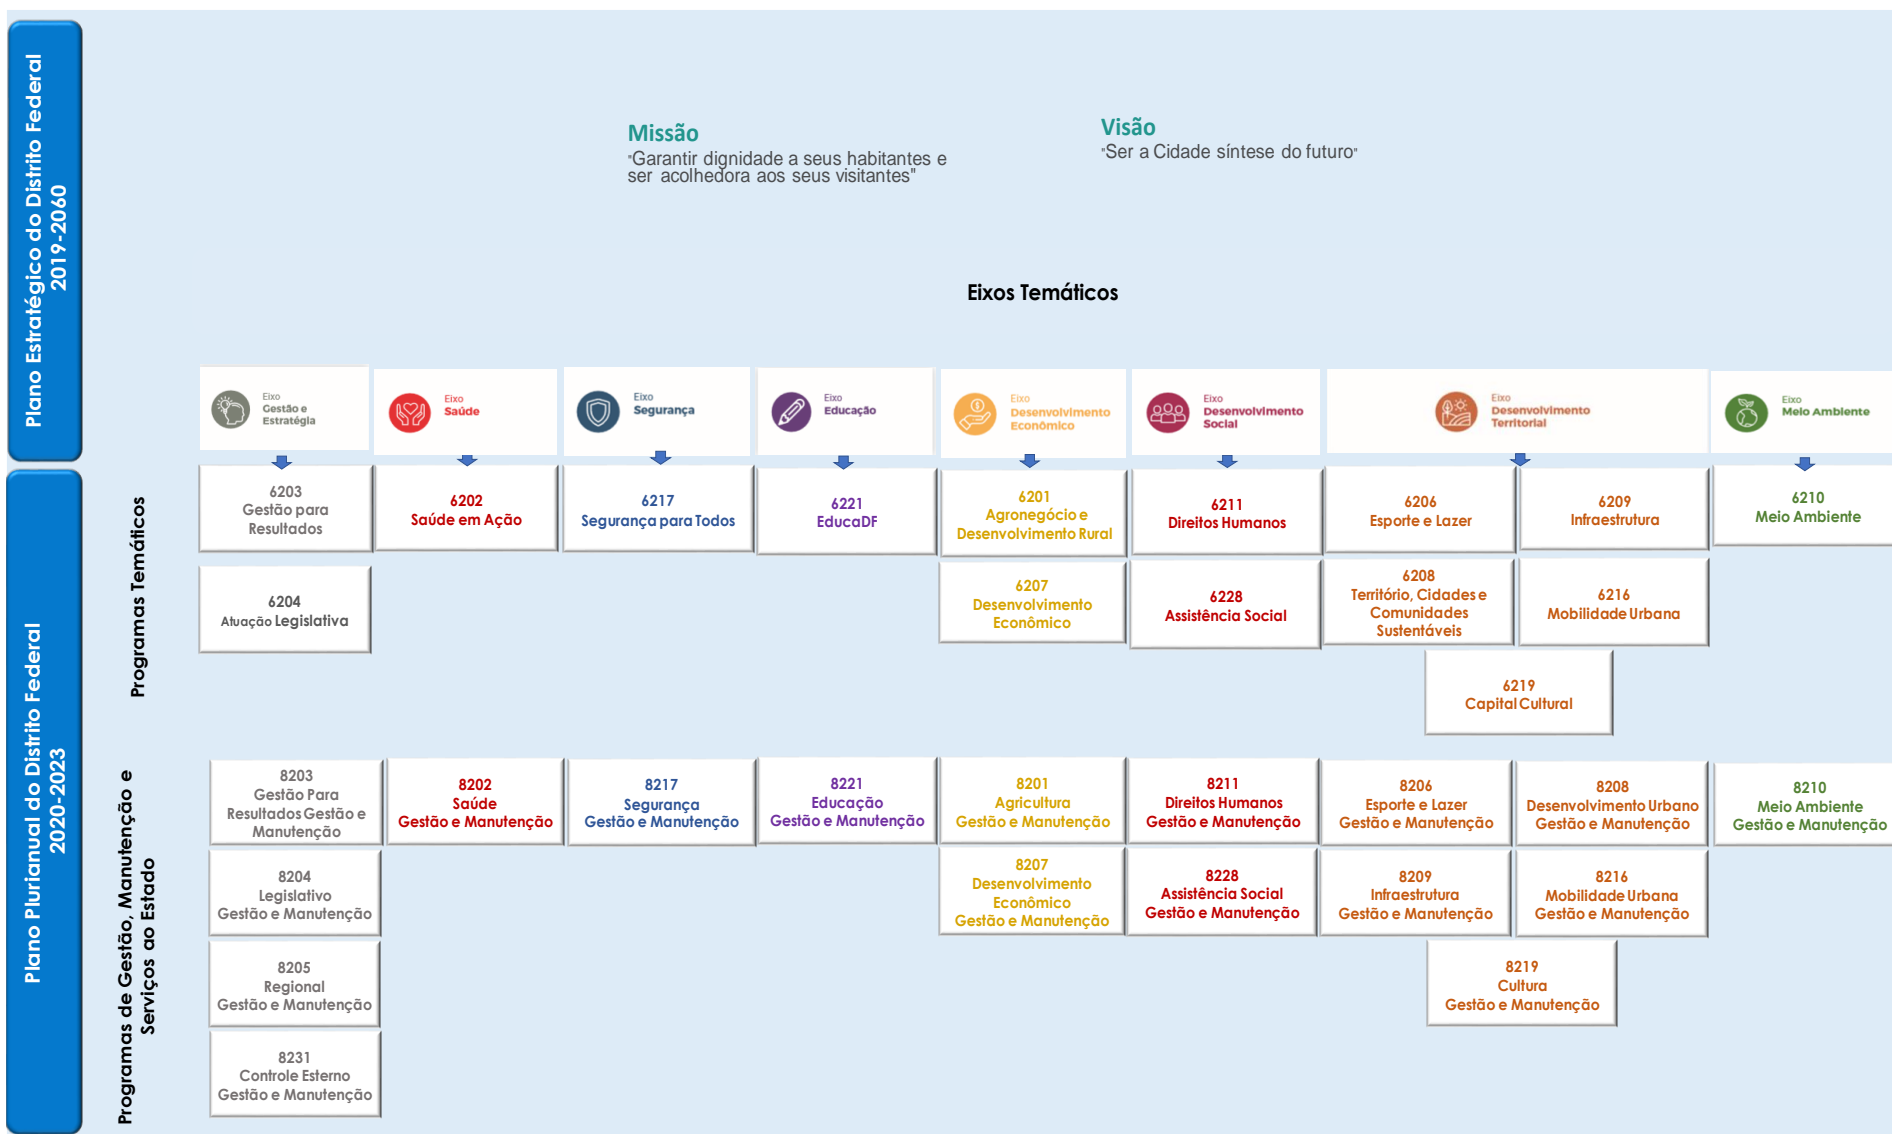 Plano Estratégico do Distrito Federal
2019-2060
Missão
"Garantir dignidade a seus habitantes e
ser acolhedora aos seus visitantes"
Visão
"Ser a Cidade síntese do futuro"
Eixos Temáticos
Eixo
Gestão e
Estratégia
Eixo
Saúde
Eixo
Segurança
Eixo
Educação
Eixo
Desenvolvimento
Econômico
Eixo
Desenvolvimento
Social
Eixo
Desenvolvimento
Territorial
Eixo
Meio Ambiente
Plano Plurianual do Distrito Federal
2020-2023
Programas Temáticos
6203
Gestão para
Resultados
6202
Saúde em Ação
6217
Segurança para Todos
6221
EducaDF
6201
Agronegócio e
Desenvolvimento Rural
6211
Direitos Humanos
6206
Esporte e Lazer
6209
Infraestrutura
6210
Meio Ambiente
6204
Atuação Legislativa
6207
Desenvolvimento
Econômico
6228
Assistência Social
6208
Território, Cidades e
Comunidades
Sustentáveis
6216
Mobilidade Urbana
6219
Capital Cultural
Programas de Gestão, Manutenção e
Serviços ao Estado
8203
Gestão Para
Resultados Gestão e
Manutenção
8202
Saúde
Gestão e Manutenção
8217
Segurança
Gestão e Manutenção
8221
Educação
Gestão e Manutenção
8201
Agricultura
Gestão e Manutenção
8211
Direitos Humanos
Gestão e Manutenção
8206
Esporte e Lazer
Gestão e Manutenção
8208
Desenvolvimento Urbano
Gestão e Manutenção
8210
Meio Ambiente
Gestão e Manutenção
8204
Legislativo
Gestão e Manutenção
8207
Desenvolvimento
Econômico
Gestão e Manutenção
8228
Assistência Social
Gestão e Manutenção
8209
Infraestrutura
Gestão e Manutenção
8216
Mobilidade Urbana
Gestão e Manutenção
8205
Regional
Gestão e Manutenção
8219
Cultura
Gestão e Manutenção
8231
Controle Esterno
Gestão e Manutenção